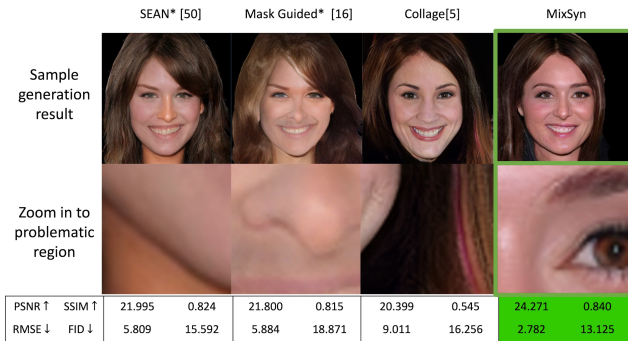 SEAN* [50] Mask Guided* [16] Collage[5] MixSyn
Sample
generation
result
Zoom in to
problematic
region
PSNR ↑ SSIM ↑ 21.995 0.824 21.800 0.815 20.399 0.545 24.271 0.840
RMSE ↓ FID ↓ 5.809 15.592 5.884 18.871 9.011 16.256 2.782 13.125